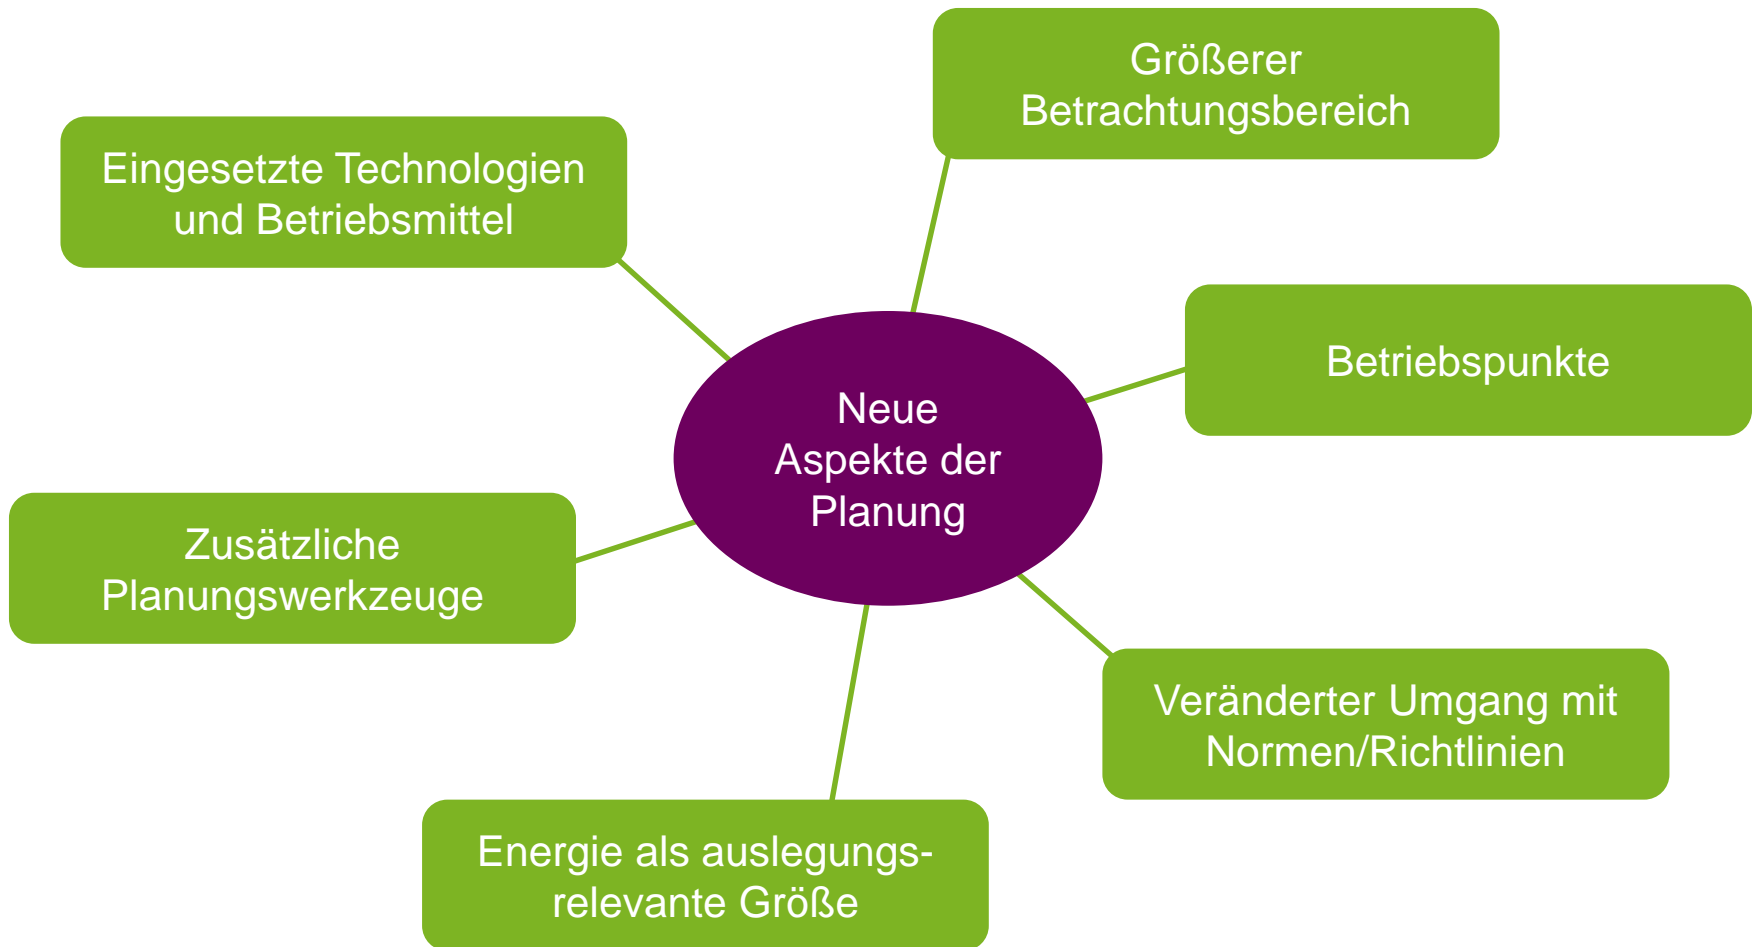 Größerer
Betrachtungsbereich
Eingesetzte Technologien
und Betriebsmittel
Betriebspunkte
Neue
Aspekte der
Planung
Zusätzliche
Planungswerkzeuge
Veränderter Umgang mit
Normen/Richtlinien
Energie als auslegungs-
relevante Größe